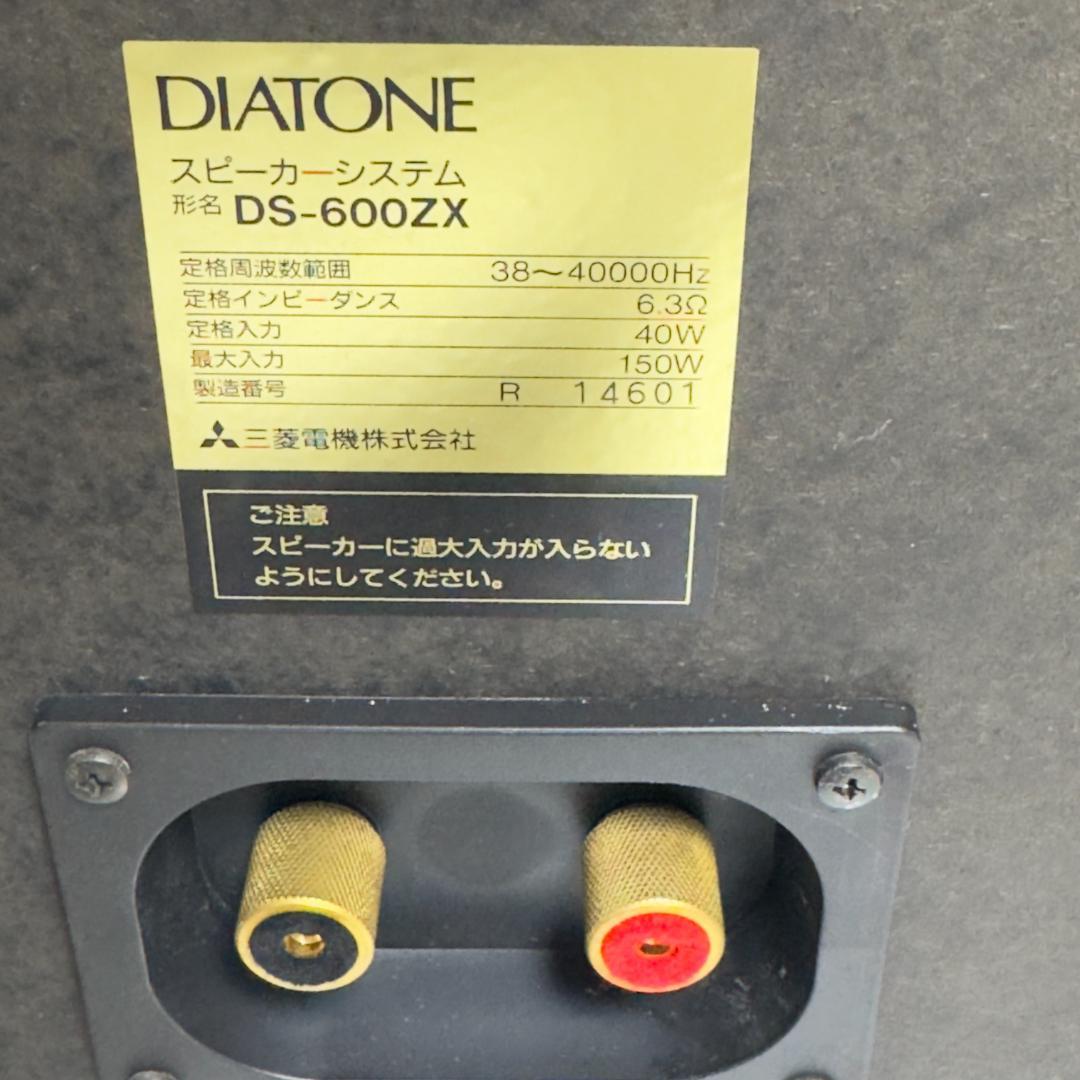 DIATONE
スピーカーシステム
形名 DS-600ZX
定格周波数範囲 38～40000Hz
定格インピーダンス 6.3Ω
定格入力 40W
最大入力 150W
製造番号 R 14601
三菱電機株式会社
ご注意
スピーカーに過大入力が入らない
ようにしてください。